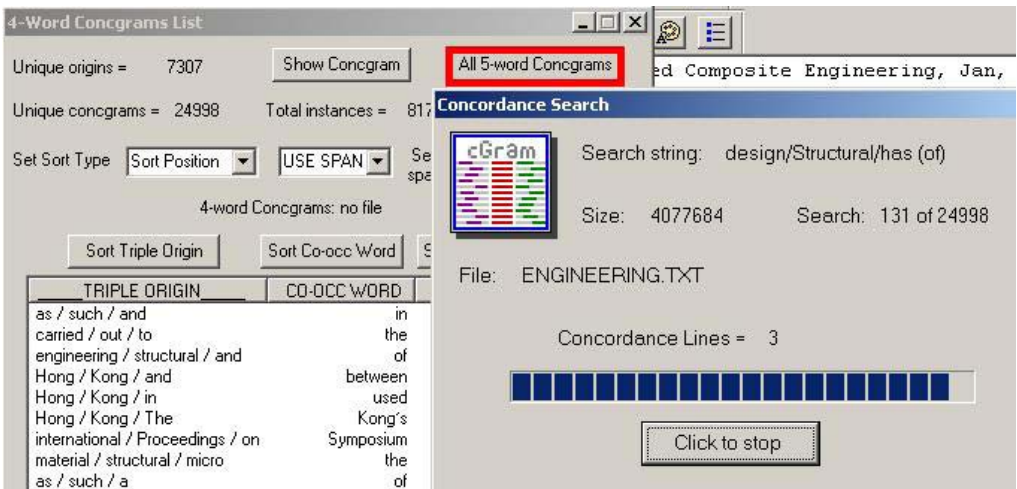 4-Word Concgrams List
Unique origins = 7307
Show Concgram
All 5-word Concgrams
Unique concgrams = 24998
Total instances = 817
Set Sort Type
Sort Position
USE SPAN
4-word Concgrams: no file
Sort Triple Origin
Sort Co-occ Word
TRIPLE ORIGIN
CO-OCC WORD
as / such / and in
carried / out / to the
engineering / structural / and of
Hong / Kong / and between
Hong / Kong / in used
Hong / Kong / The Kong's
international / Proceedings / on Symposium
material / structural / micro the
as / such / a of
ed Composite Engineering, Jan,
Concordance Search
cGram
Search string: design/Structural/has (of)
Size: 4077684
Search: 131 of 24998
File: ENGINEERING.TXT
Concordance Lines = 3
Click to stop